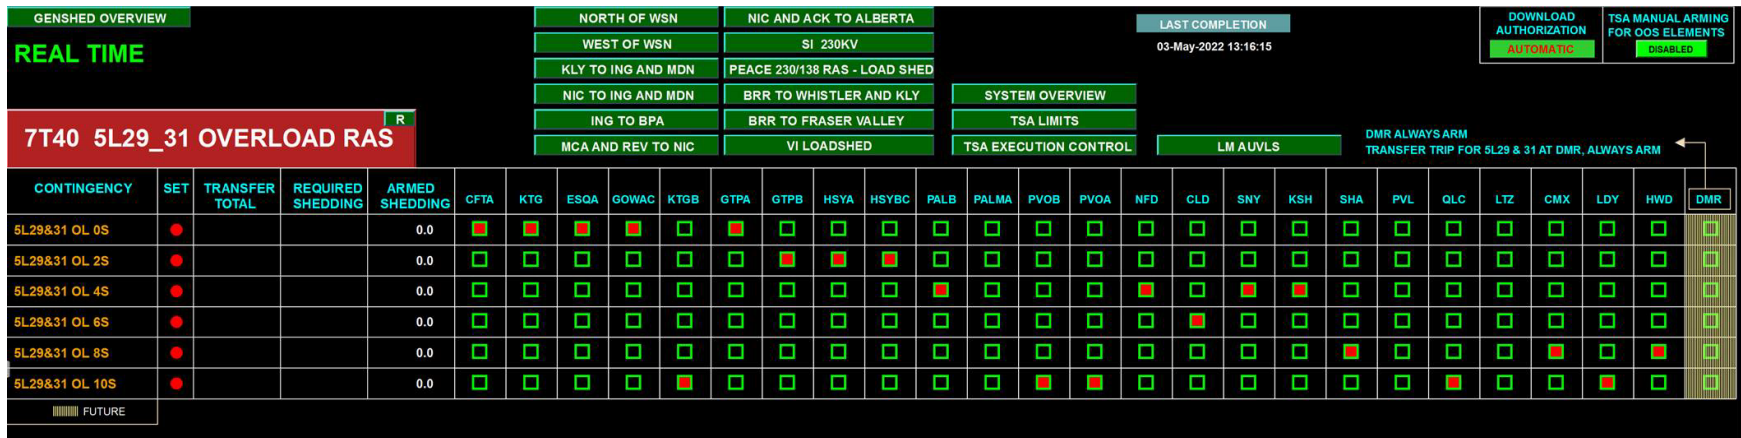 GENSHED OVERVIEW
REAL TIME
NORTH OF WSN
NIC AND ACK TO ALBERTA
WEST OF WSN
SI 230KV
KLY TO ING AND MDN
PEACE 230/138 RAS - LOAD SHED
NIC TO ING AND MDN
BRR TO WHISTLER AND KLY
ING TO BPA
BRR TO FRASER VALLEY
MCA AND REV TO NIC
VI LOADSHED
SYSTEM OVERVIEW
TSA LIMITS
TSA EXECUTION CONTROL
LM AUVLS
LAST COMPLETION
03-May-2022 13:16:15
DOWNLOAD
AUTHORIZATION
AUTOMATIC
TSA MANUAL ARMING
FOR OOS ELEMENTS
DISABLED
R
7T40 5L29_31 OVERLOAD RAS
DMR ALWAYS ARM
TRANSFER TRIP FOR 5L29 & 31 AT DMR, ALWAYS ARM
CONTINGENCY SET TRANSFER TOTAL REQUIRED SHEDDING ARMED SHEDDING CFTA KTG ESQA GOWAC KTGB GTPA GTPB HSYA HSYBC PALB PALMA PVOB PVOA NFD CLD SNY KSH SHA PVL QLC LTZ CMX LDY HWD DMR
5L29&31 OL 0S 0.0
5L29&31 OL 2S 0.0
5L29&31 OL 4S 0.0
5L29&31 OL 6S 0.0
5L29&31 OL 8S 0.0
5L29&31 OL 10S 0.0
FUTURE